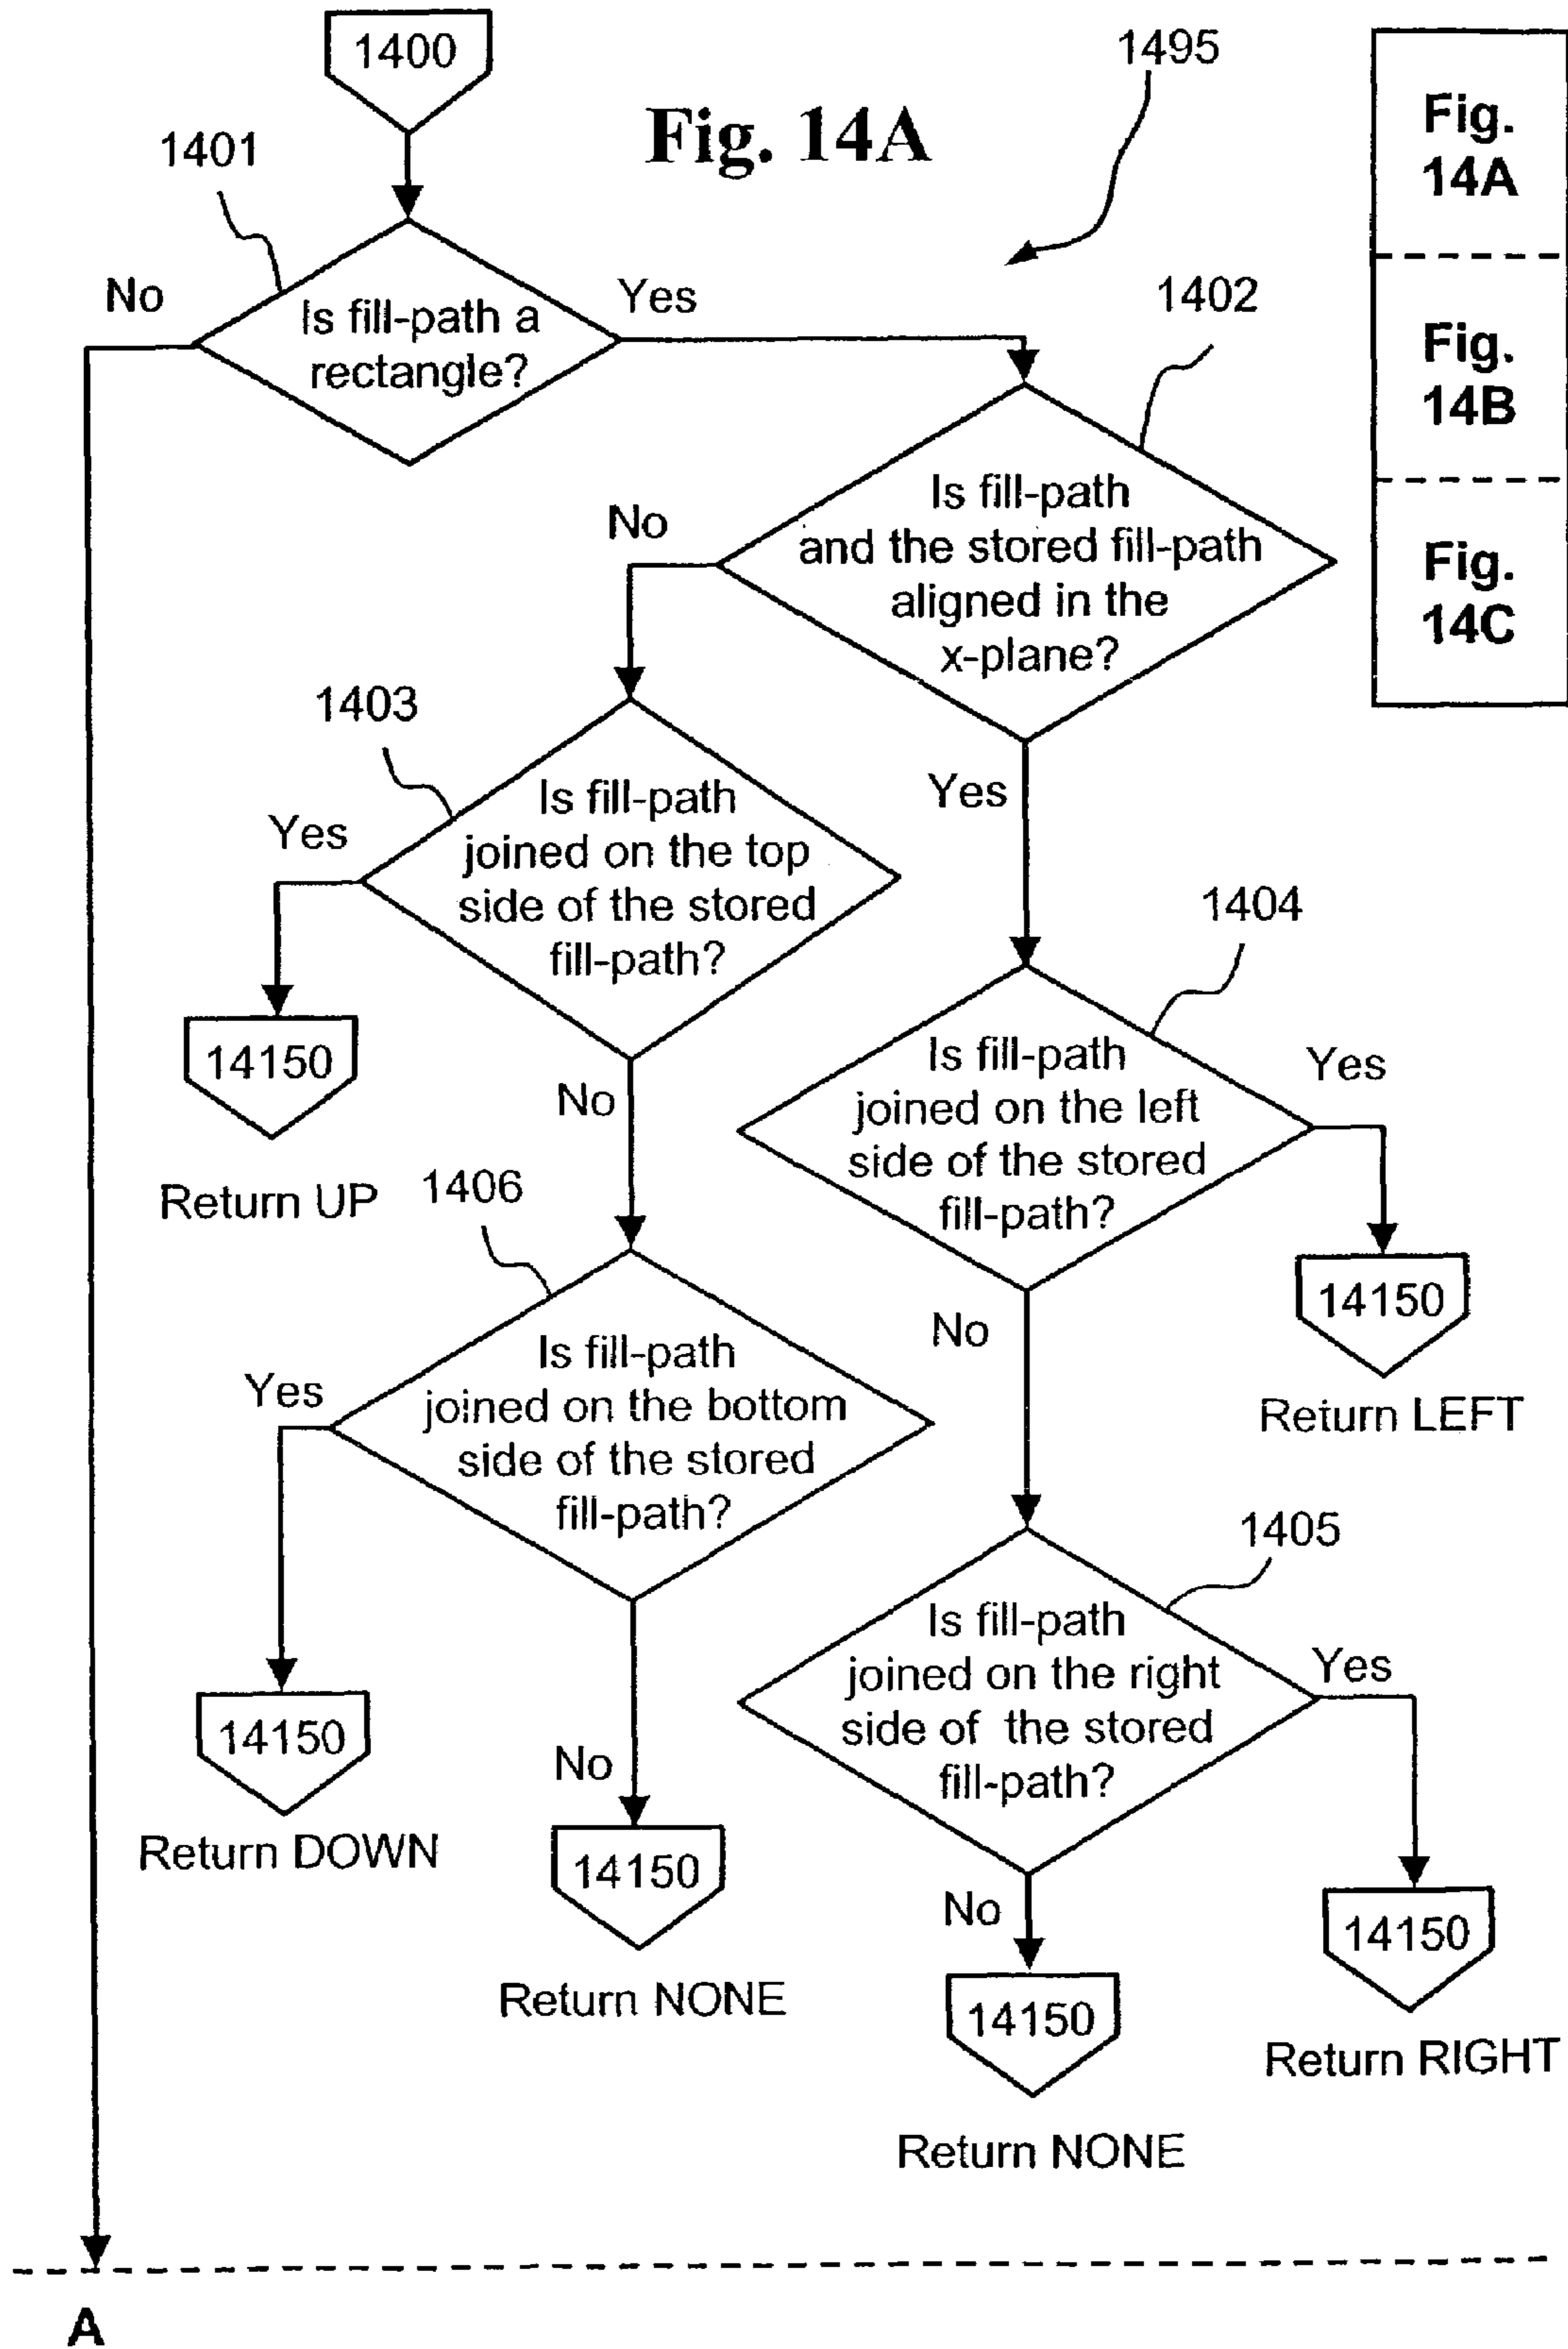 1400
1495
Fig. 14A
Fig.
14A
Fig.
14B
Fig.
14C
1401
No
Yes
Is fill-path a
rectangle?
1402
No
Is fill-path
and the stored fill-path
aligned in the
x-plane?
Yes
1403
Yes
Is fill-path
joined on the top
side of the stored
fill-path?
No
14150
Return UP
1404
Is fill-path
joined on the left
side of the stored
fill-path?
Yes
No
14150
Return LEFT
1406
Yes
Is fill-path
joined on the bottom
side of the stored
fill-path?
No
14150
Return DOWN
14150
Return NONE
1405
Is fill-path
joined on the right
side of the stored
fill-path?
Yes
No
14150
Return RIGHT
14150
Return NONE
A